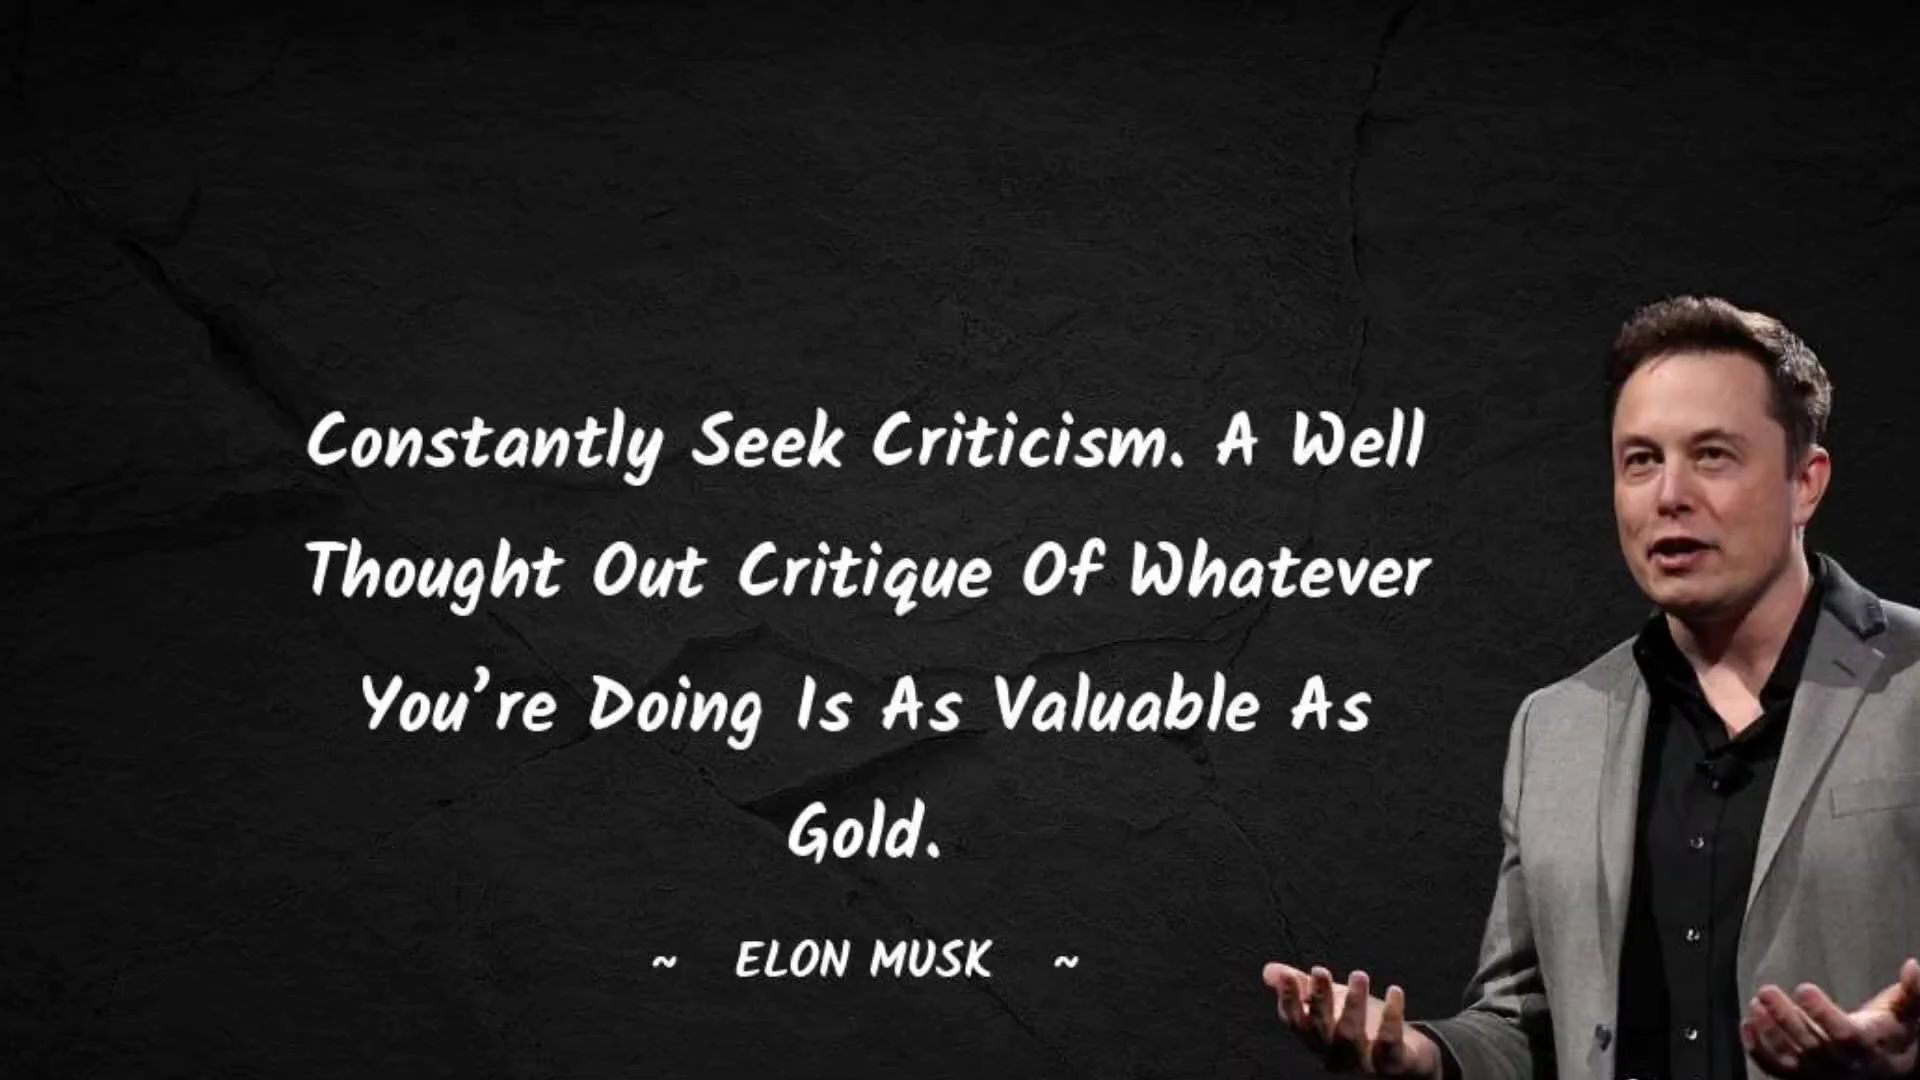 Constantly Seek Criticism. A Well
Thought Out Critique Of Whatever
You’re Doing Is As Valuable As
Gold.
~ ELON MUSK ~